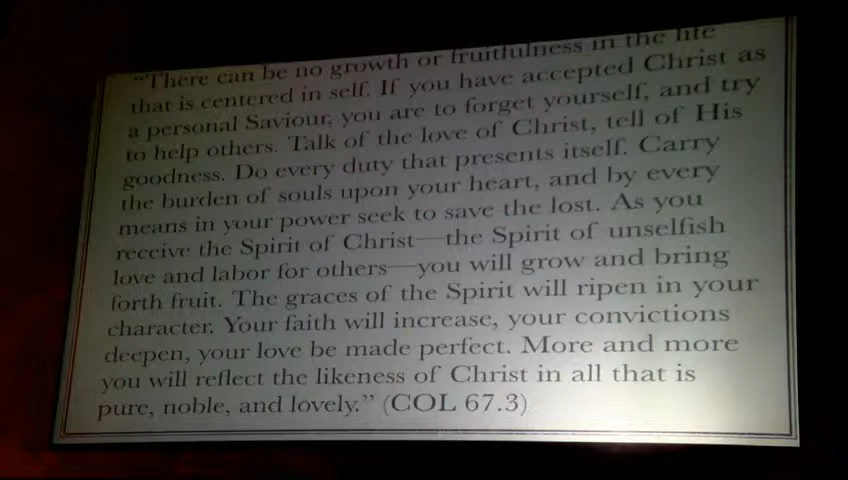 “There can be no growth or fruitfulness in the life
that is centered in self. If you have accepted Christ as
a personal Saviour, you are to forget yourself, and try
to help others. Talk of the love of Christ, tell of His
goodness. Do every duty that presents itself. Carry
the burden of souls upon your heart, and by every
means in your power seek to save the lost. As you
receive the Spirit of Christ—the Spirit of unselfish
love and labor for others—you will grow and bring
forth fruit. The graces of the Spirit will ripen in your
character. Your faith will increase, your convictions
deepen, your love be made perfect. More and more
you will reflect the likeness of Christ in all that is
pure, noble, and lovely.” (COL 67.3)